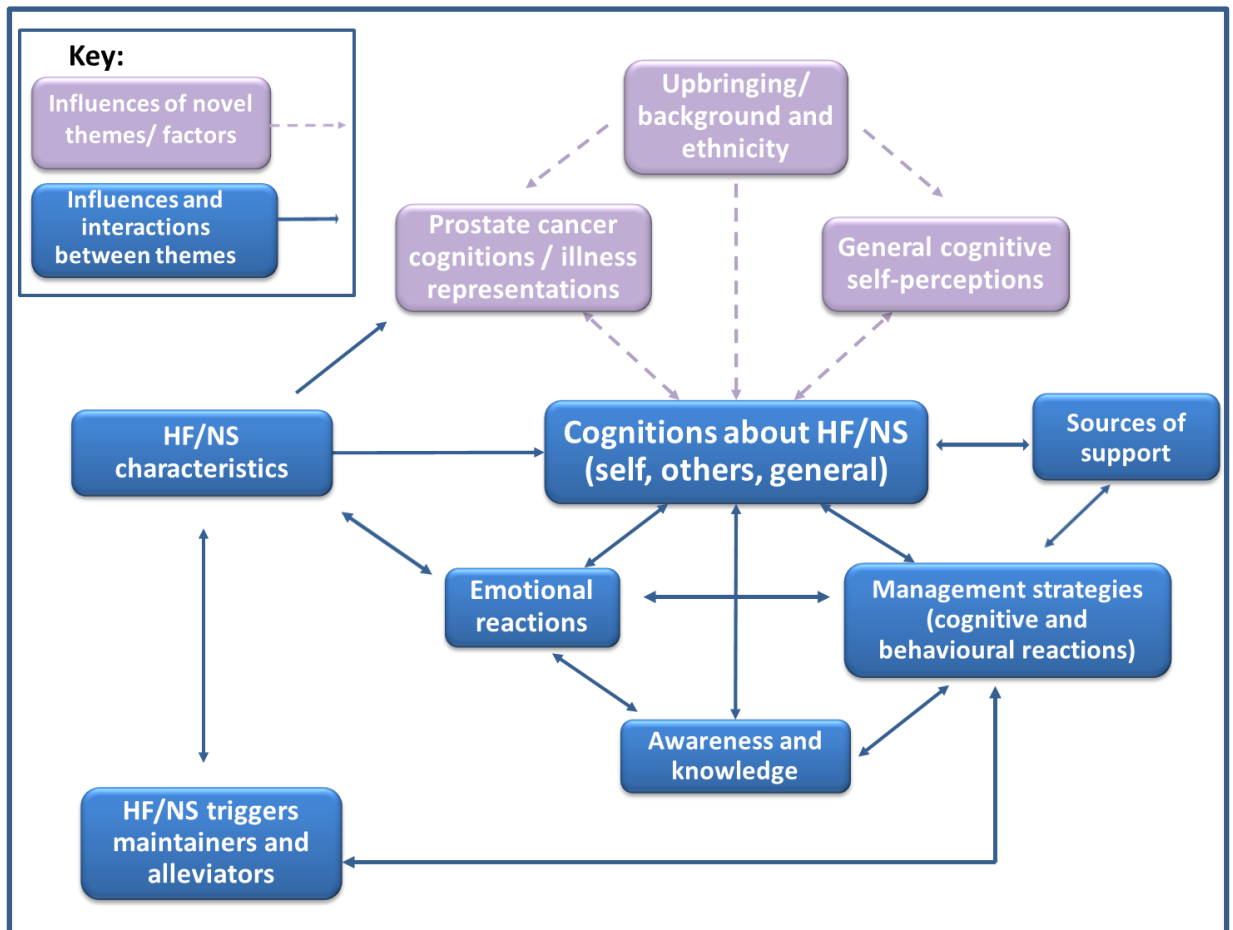 Key:
Influences of novel
themes/ factors
Influences and
interactions
between themes
Upbringing/
background and
ethnicity
Prostate cancer
cognitions / illness
representations
General cognitive
self-perceptions
HF/NS
characteristics
Cognitions about HF/NS
(self, others, general)
Sources of
support
Emotional
reactions
Management strategies
(cognitive and
behavioural reactions)
Awareness and
knowledge
HF/NS triggers
maintainers and
alleviators